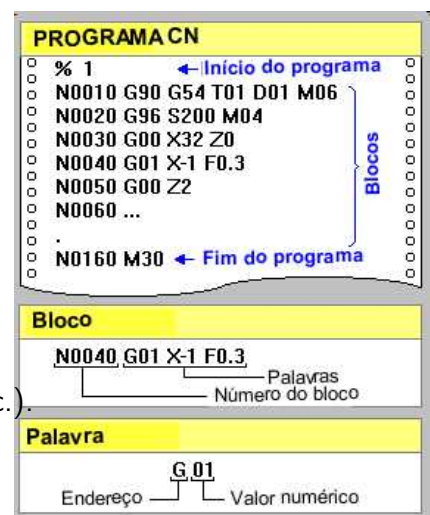 PROGRAMA CN
% 1 Início do programa
N0010 G90 G54 T01 D01 M06
N0020 G96 S200 M04
N0030 G00 X32 Z0
N0040 G01 X-1 F0.3
N0050 G00 Z2
N0060 ...
.
N0160 M30 Fim do programa
Blocos
Bloco
N0040 G01 X-1 F0.3
Palavras
Número do bloco
c.).
Palavra
G 01
Endereço Valor numérico